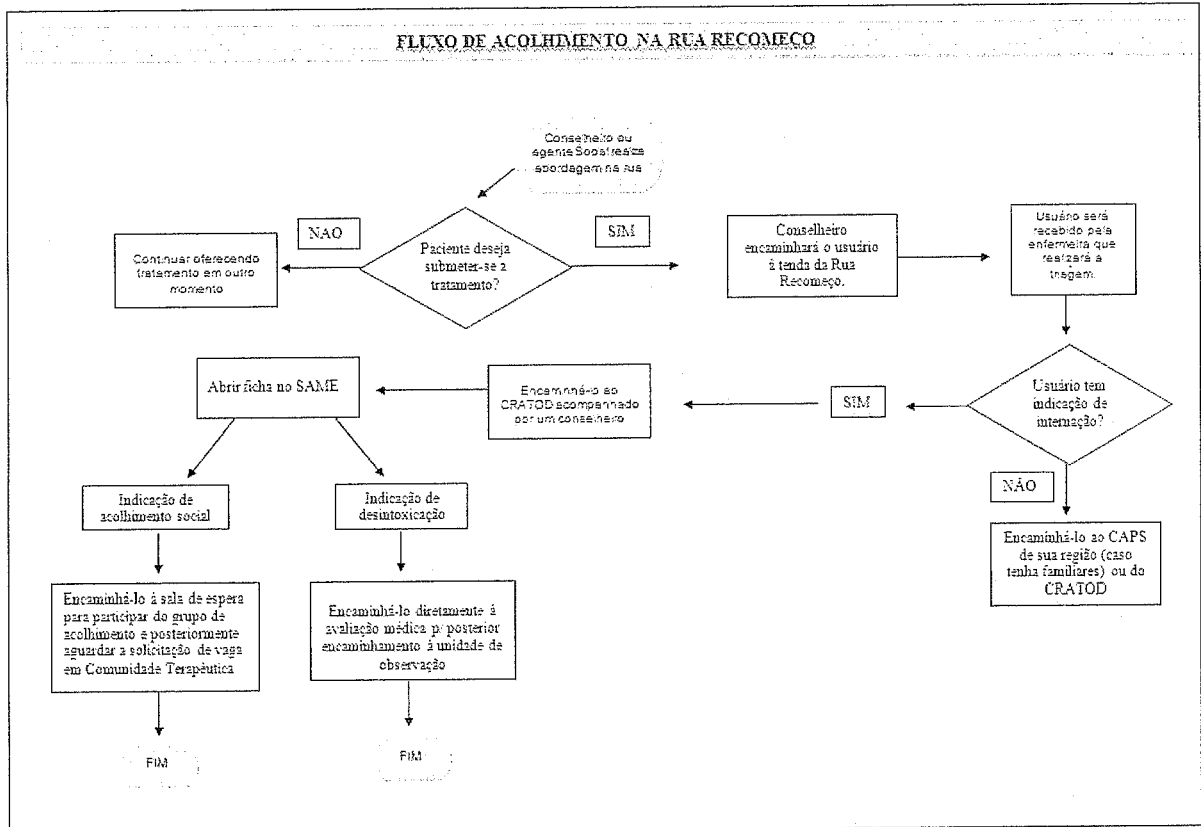 FLUXO DE ACOLHIMENTO NA RUA RECOMEÇO
Conselheiro ou
agente Social realiza
abordagem na rua
NAO
SIM
Paciente deseja
submeter-se a
tratamento?
Continuar oferecendo
tratamento em outro
momento
Conselheiro
encaminhará o usuário
à tenda da Rua
Recomeço.
Usuário será
recebido pela
enfermeira que
realizará a
triagem.
Usuário tem
indicação de
internação?
SIM
Encaminhá-lo ao
CRATOD acompanhado
por um conselheiro
Abrir ficha no SAME
NÃO
Encaminhá-lo ao CAPS
de sua região (caso
tenha familiares) ou do
CRATOD
Indicação de
acolhimento social
Indicação de
desintoxicação
Encaminhá-lo à sala de espera
para participar do grupo de
acolhimento e posteriormente
aguardar a solicitação de vaga
em Comunidade Terapêutica
Encaminhá-lo diretamente à
avaliação médica p/ posterior
encaminhamento à unidade de
observação
FIM
FIM